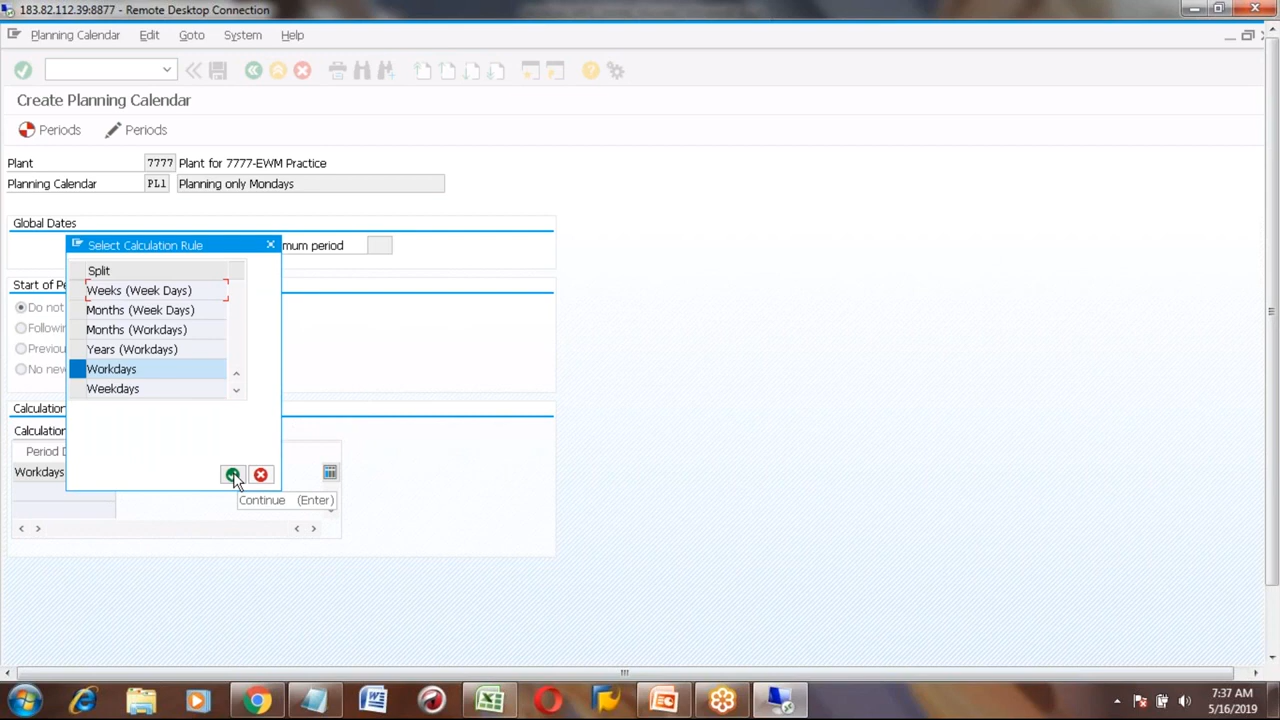 183.82.112.39:8877 - Remote Desktop Connection
Planning Calendar Edit Goto System Help
Create Planning Calendar
Periods Periods
Plant 7777 Plant for 7777-EWM Practice
Planning Calendar PL1 Planning only Mondays
Global Dates
Select Calculation Rule
mum period
Split
Start of Pe
Weeks (Week Days)
Do not
Months (Week Days)
Followin
Months (Workdays)
Previou
Years (Workdays)
No new
Workdays
Weekdays
Calculation
Calculation
Period D
Workdays
Continue (Enter)
7:37 AM
5/16/2019